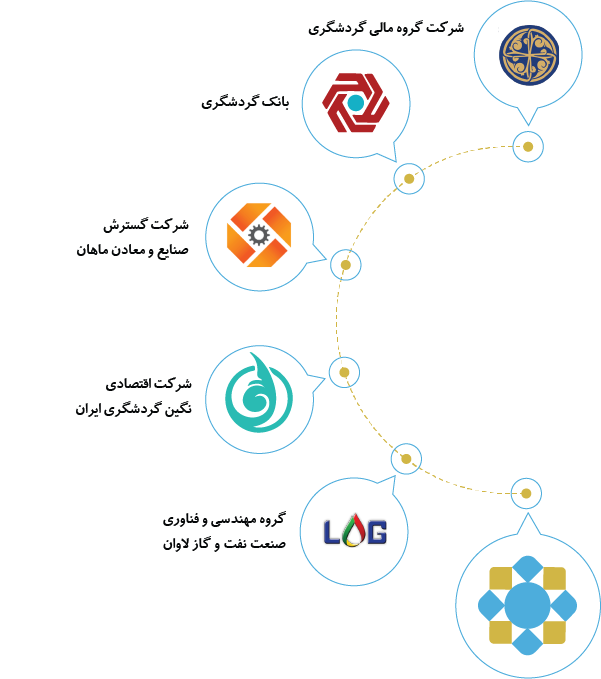 شرکت گروه مالی گردشگری
بانک گردشگری
شرکت گسترش
صنایع و معادن ماهان
شرکت اقتصادی
نگین گردشگری ایران
گروه مهندسی و فناوری
صنعت نفت و گاز لاوان
LOG